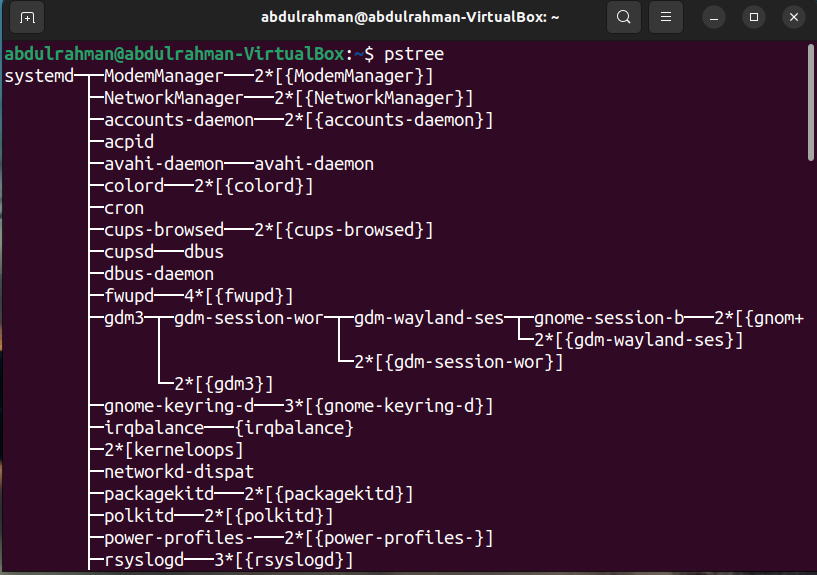 abdulrahman@abdulrahman-VirtualBox: ~
abdulrahman@abdulrahman-VirtualBox:~$ pstree
systemd─┬─ModemManager───2*[{ModemManager}]
        ├─NetworkManager───2*[{NetworkManager}]
        ├─accounts-daemon───2*[{accounts-daemon}]
        ├─acpid
        ├─avahi-daemon───avahi-daemon
        ├─colord───2*[{colord}]
        ├─cron
        ├─cups-browsed───2*[{cups-browsed}]
        ├─cupsd───dbus
        ├─dbus-daemon
        ├─fwupd───4*[{fwupd}]
        ├─gdm3─┬─gdm-session-wor─┬─gdm-wayland-ses─┬─gnome-session-b───2*[{gnom+
        │      │                 │                 └─2*[{gdm-wayland-ses}]
        │      │                 └─2*[{gdm-session-wor}]
        │      └─2*[{gdm3}]
        ├─gnome-keyring-d───3*[{gnome-keyring-d}]
        ├─irqbalance───{irqbalance}
        ├─2*[kerneloops]
        ├─networkd-dispat
        ├─packagekitd───2*[{packagekitd}]
        ├─polkitd───2*[{polkitd}]
        ├─power-profiles-───2*[{power-profiles-}]
        ├─rsyslogd───3*[{rsyslogd}]